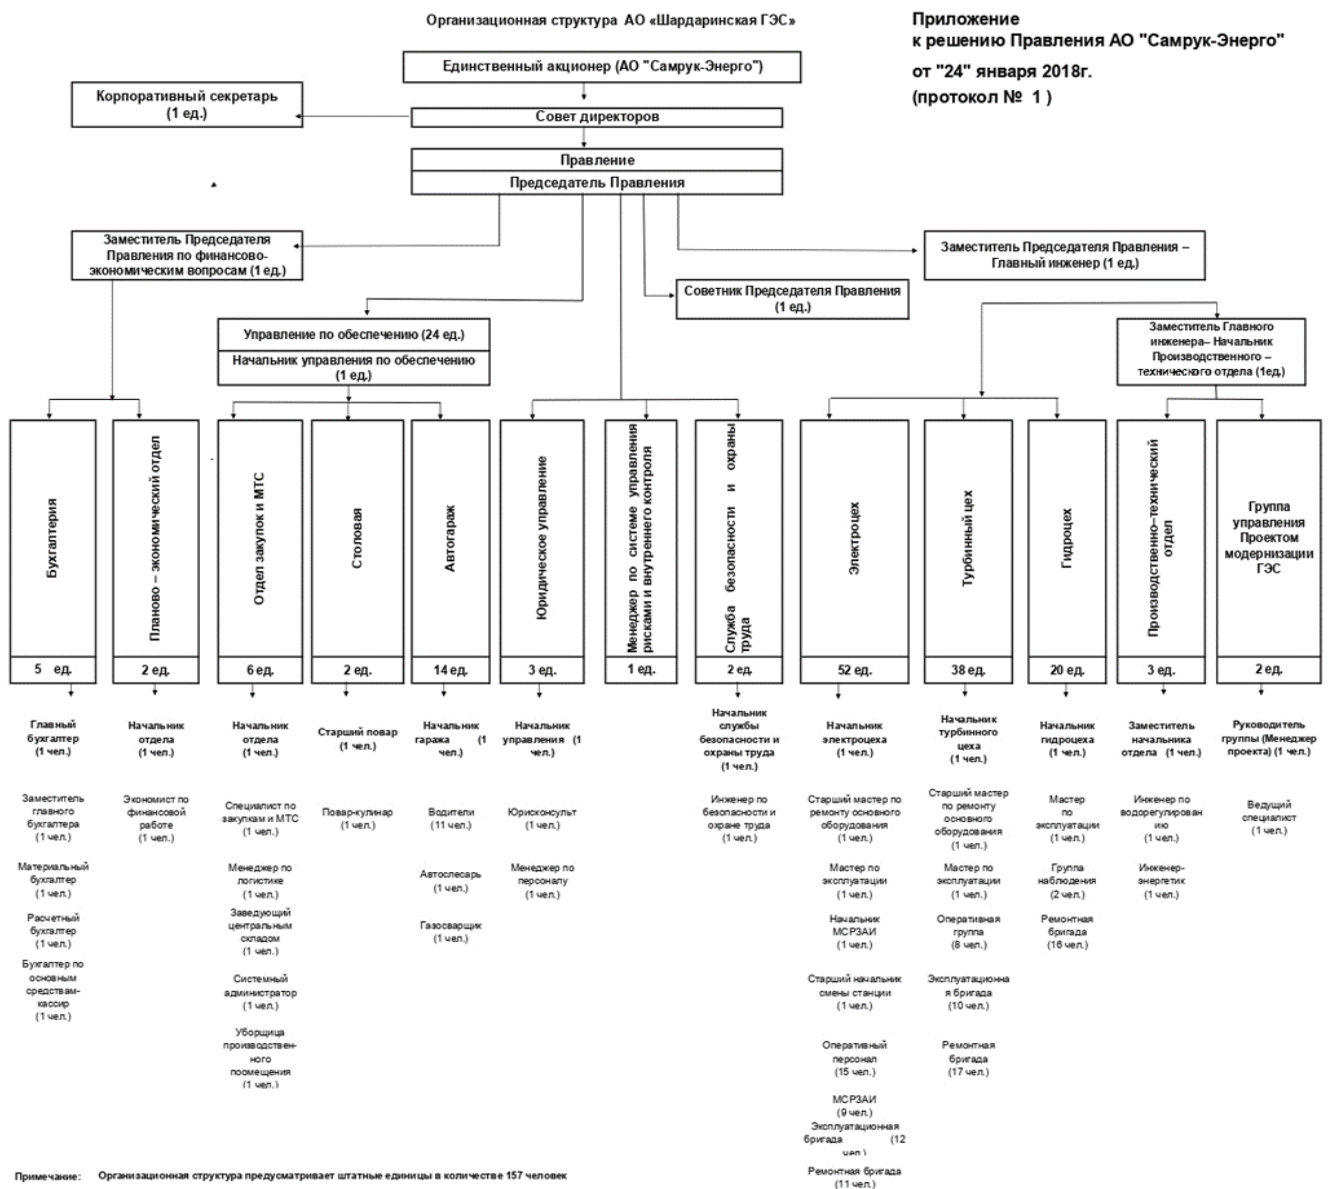 Организационная структура АО «Шардаринская ГЭС»
Приложение
к решению Правления АО "Самрук-Энерго"
от "24" января 2018г.
(протокол № 1 )
Единственный акционер (АО "Самрук-Энерго")
Корпоративный секретарь
(1 ед.)
Совет директоров
Правление
Председатель Правления
Заместитель Председателя
Правления по финансово-
экономическим вопросам (1 ед.)
Заместитель Председателя Правления –
Главный инженер (1 ед.)
Советник Председателя Правления
(1 ед.)
Управление по обеспечению (24 ед.)
Начальник управления по обеспечению
(1 ед.)
Заместитель Главного
инженера– Начальник
Производственного –
технического отдела (1ед.)
Бухгалтерия
Планово – экономический отдел
Отдел закупок и МТС
Столовая
Автогараж
Юридическое управление
Менеджер по системе управления
рисками и внутреннего контроля
Служба безопасности и охраны
труда
Электроцех
Турбинный цех
Гидроцех
Производственно–технический
отдел
Группа
управления
Проектом
модернизации
ГЭС
5 ед.
2 ед.
6 ед.
2 ед.
14 ед.
3 ед.
1 ед.
2 ед.
52 ед.
38 ед.
20 ед.
3 ед.
2 ед.
Главный
бухгалтер
(1 чел.)
Заместитель
главного
бухгалтера
(1 чел.)
Материальный
бухгалтер
(1 чел.)
Расчетный
бухгалтер
(1 чел.)
Бухгалтер по
основным
средствам-
кассир
(1 чел.)
Начальник
отдела
(1 чел.)
Экономист по
финансовой
работе
(1 чел.)
Начальник
отдела
(1 чел.)
Специалист по
закупкам и МТС
(1 чел.)
Менеджер по
логистике
(1 чел.)
Заведующий
центральным
складом
(1 чел.)
Системный
администратор
(1 чел.)
Уборщица
производствен-
ного
помещения
(1 чел.)
Старший повар
(1 чел.)
Повар-кулинар
(1 чел.)
Начальник
гаража (1
чел.)
Водители
(11 чел.)
Автослесарь
(1 чел.)
Газосварщик
(1 чел.)
Начальник
управления (1
чел.)
Юрисконсульт
(1 чел.)
Менеджер по
персоналу
(1 чел.)
Начальник
службы
безопасности и
охраны труда
(1 чел.)
Инженер по
безопасности и
охране труда
(1 чел.)
Начальник
электроцеха
(1 чел.)
Старший мастер по
ремонту основного
оборудования
(1 чел.)
Мастер по
эксплуатации
(1 чел.)
Начальник
МСРЗАИ
(1 чел.)
Старший начальник
смены станции
(1 чел.)
Оперативный
персонал
(15 чел.)
МСРЗАИ
(9 чел.)
Эксплуатационная
бригада (12
чел.)
Ремонтная бригада
(11 чел.)
Начальник
турбинного
цеха
(1 чел.)
Старший мастер
по ремонту
основного
оборудования
(1 чел.)
Мастер по
эксплуатации
(1 чел.)
Оперативная
группа
(8 чел.)
Эксплуатационна
я бригада
(10 чел.)
Ремонтная
бригада
(17 чел.)
Начальник
гидроцеха
(1 чел.)
Мастер
по
эксплуатации
(1 чел.)
Группа
наблюдения
(2 чел.)
Ремонтная
бригада
(16 чел.)
Заместитель
начальника
отдела (1 чел.)
Инженер по
водорегулирован
ию
(1 чел.)
Инженер-
энергетик
(1 чел.)
Руководитель
группы (Менеджер
проекта) (1 чел.)
Ведущий
специалист
(1 чел.)
Примечание: Организационная структура предусматривает штатные единицы в количестве 157 человек